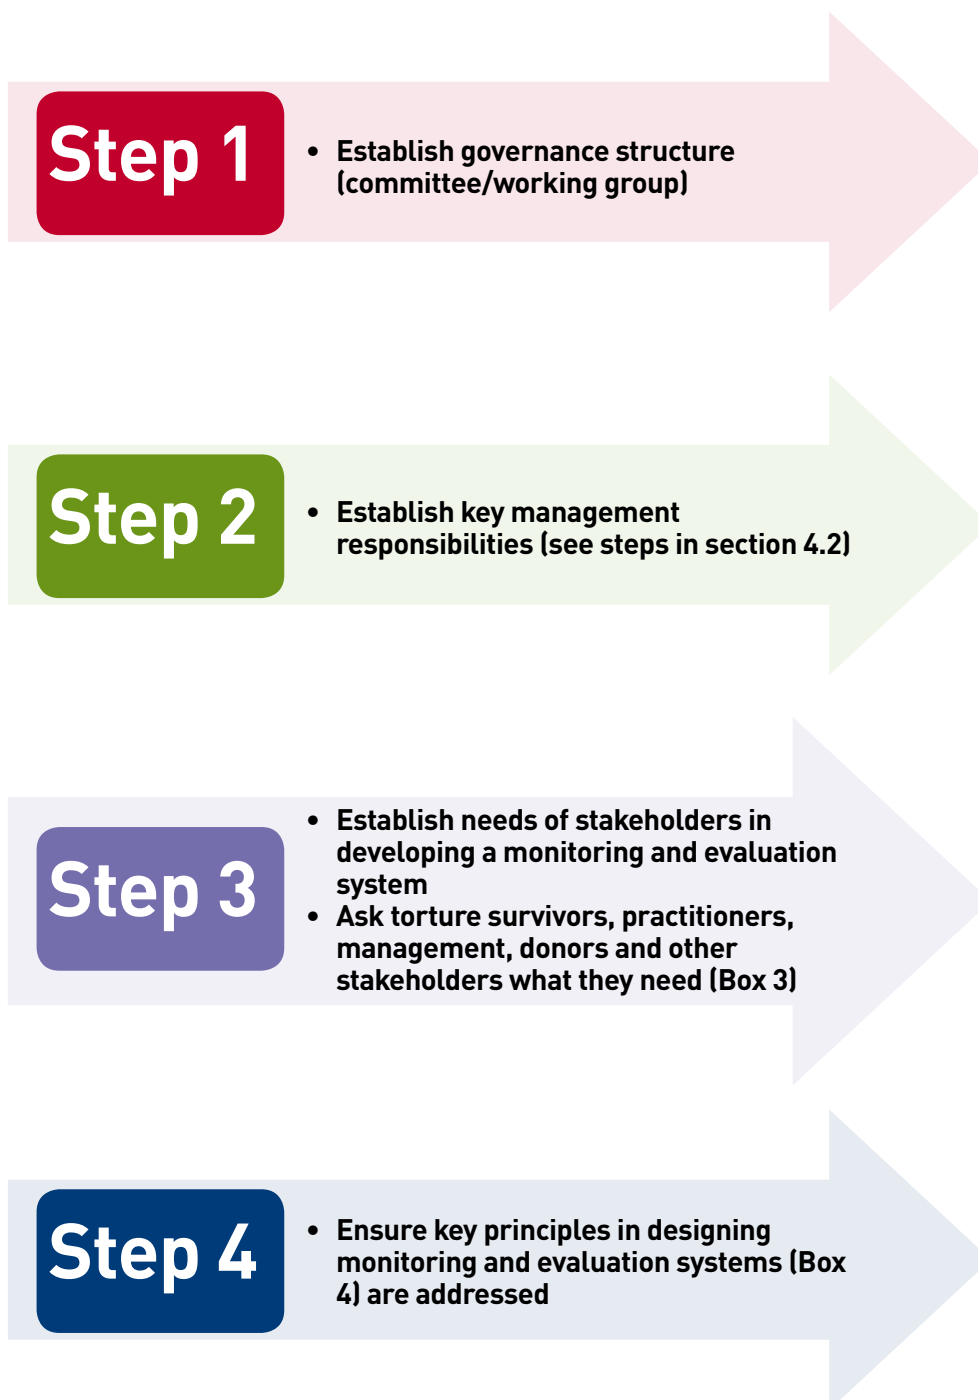 Step 1
• Establish governance structure
(committee/working group)
Step 2
• Establish key management
responsibilities (see steps in section 4.2)
Step 3
• Establish needs of stakeholders in
developing a monitoring and evaluation
system
• Ask torture survivors, practitioners,
management, donors and other
stakeholders what they need (Box 3)
Step 4
• Ensure key principles in designing
monitoring and evaluation systems (Box
4) are addressed